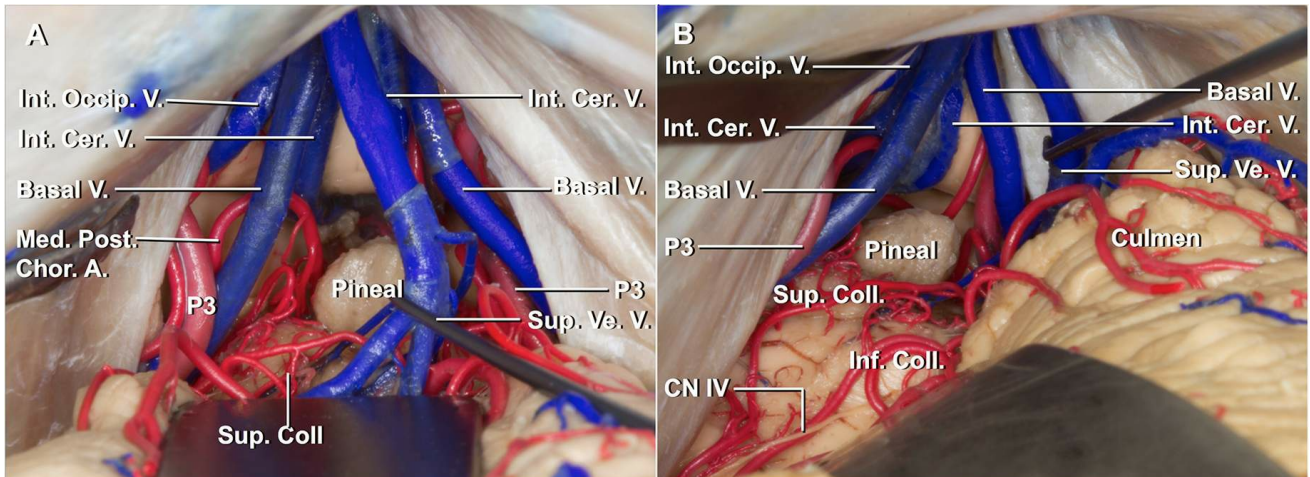 A
Int. Occip. V.
Int. Cer. V.
Int. Cer. V.
Basal V.
Basal V.
Med. Post.
Chor. A.
P3
Pineal
P3
Sup. Ve. V.
Sup. Coll
B
Int. Occip. V.
Basal V.
Int. Cer. V.
Int. Cer. V.
Sup. Ve. V.
Basal V.
P3
Pineal
Culmen
Sup. Coll.
Inf. Coll.
CN IV